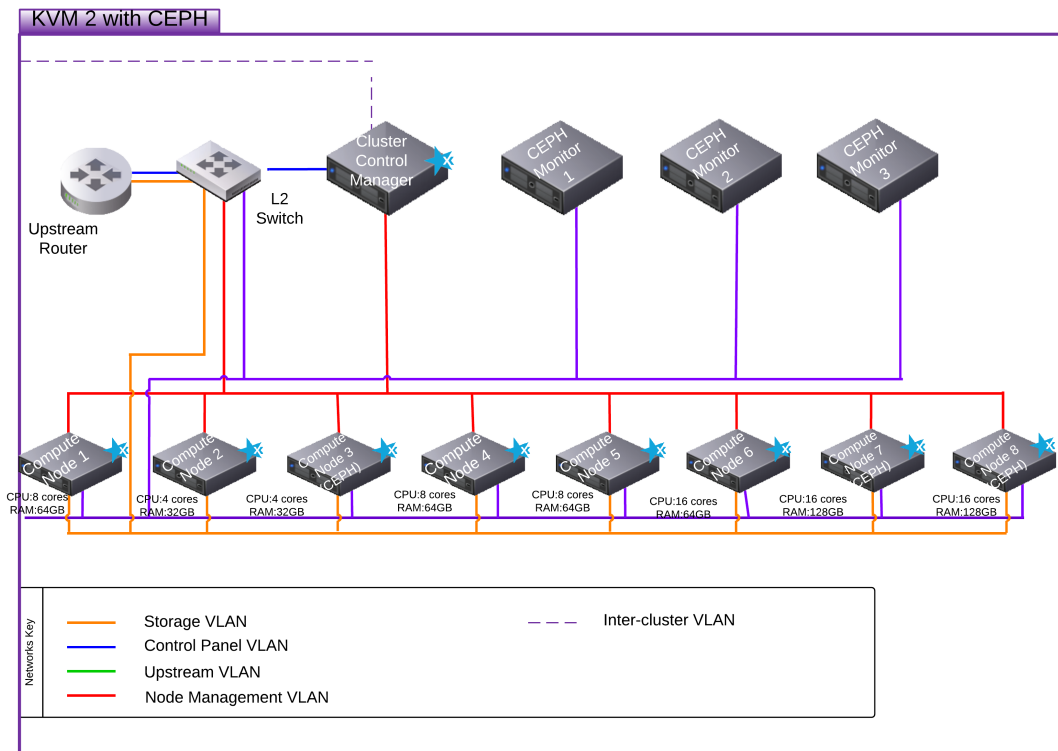 KVM 2 with CEPH
Cluster
Control
Manager
CEPH
Monitor
1
CEPH
Monitor
2
CEPH
Monitor
3
L2
Switch
Upstream
Router
Compute
Node 1
Compute
Node 2
Compute
Node 3
(CEPH)
Compute
Node 4
Compute
Node 5
Compute
Node 6
Compute
Node 7
(CEPH)
Compute
Node 8
(CEPH)
CPU:8 cores
RAM:64GB
CPU:4 cores
RAM:32GB
CPU:4 cores
RAM:32GB
CPU:8 cores
RAM:64GB
CPU:8 cores
RAM:64GB
CPU:16 cores
RAM:64GB
CPU:16 cores
RAM:128GB
CPU:16 cores
RAM:128GB
Networks Key
Storage VLAN
Control Panel VLAN
Upstream VLAN
Node Management VLAN
Inter-cluster VLAN